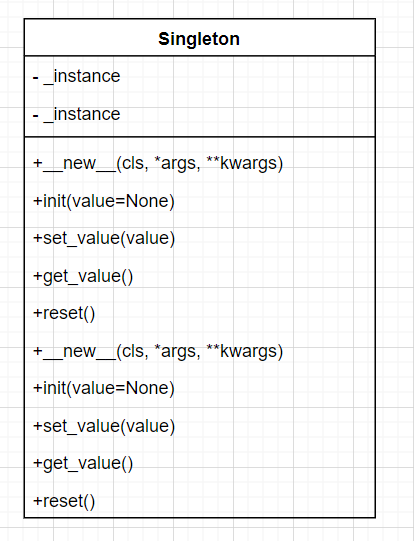 Singleton
- _instance
- _instance
+__new__(cls, *args, **kwargs)
+init(value=None)
+set_value(value)
+get_value()
+reset()
+__new__(cls, *args, **kwargs)
+init(value=None)
+set_value(value)
+get_value()
+reset()